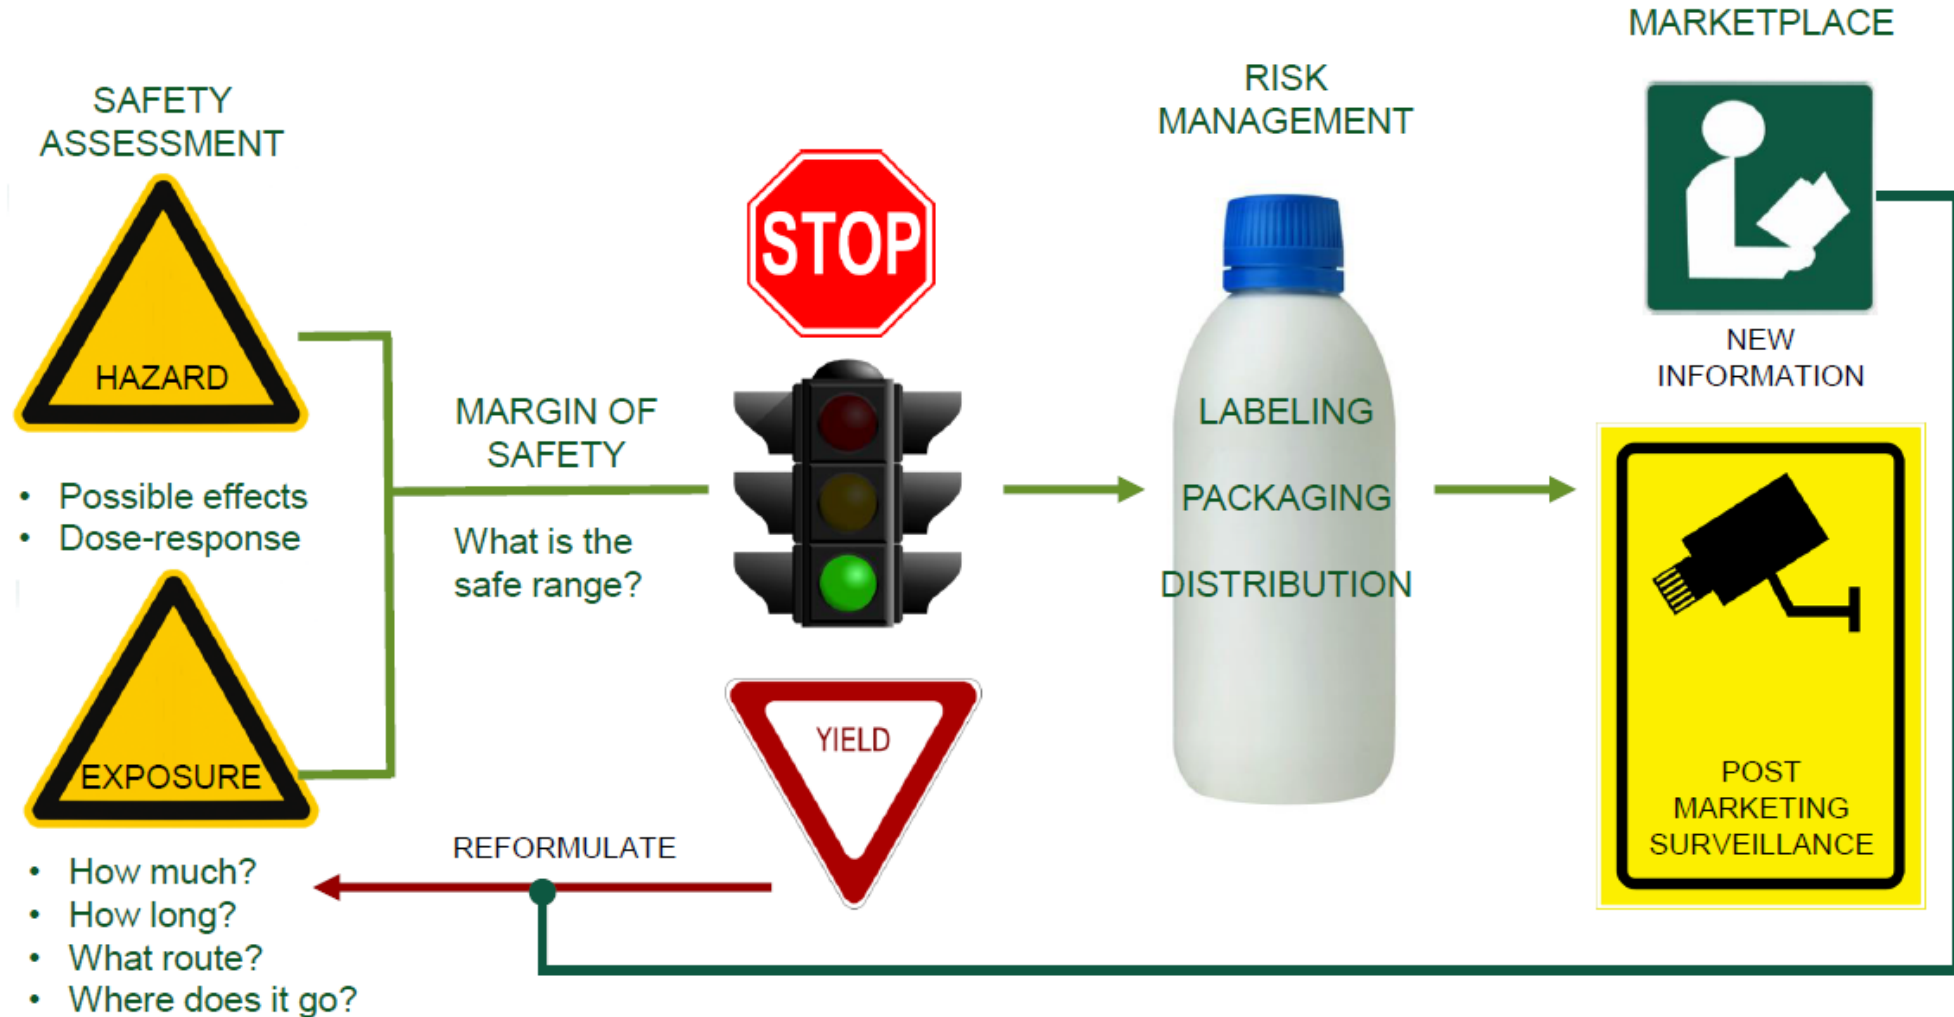 SAFETY
ASSESSMENT
HAZARD
• Possible effects
• Dose-response
EXPOSURE
• How much?
• How long?
• What route?
• Where does it go?
MARGIN OF
SAFETY
What is the
safe range?
STOP
YIELD
REFORMULATE
RISK
MANAGEMENT
LABELING
PACKAGING
DISTRIBUTION
MARKETPLACE
NEW
INFORMATION
POST
MARKETING
SURVEILLANCE